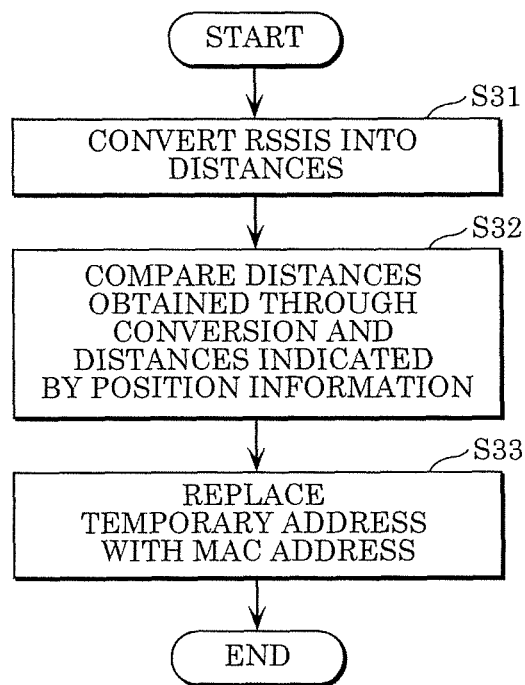 START
S31
CONVERT RSSIS INTO
DISTANCES
S32
COMPARE DISTANCES
OBTAINED THROUGH
CONVERSION AND
DISTANCES INDICATED
BY POSITION INFORMATION
S33
REPLACE
TEMPORARY ADDRESS
WITH MAC ADDRESS
END